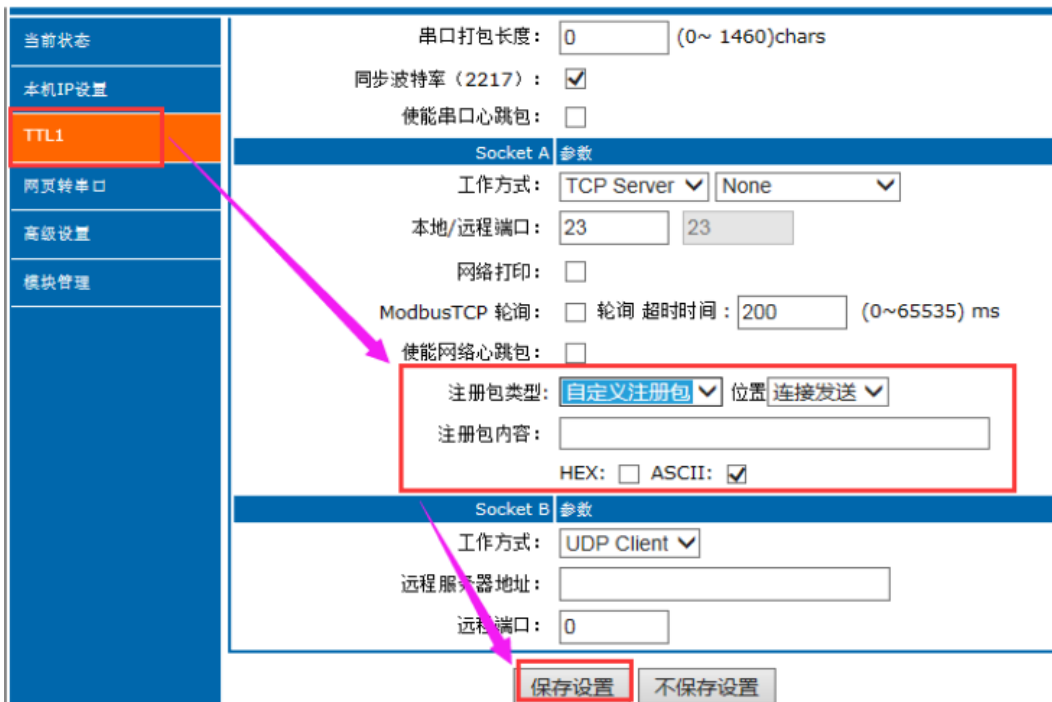 当前状态
本机IP设置
TTL1
网页转串口
高级设置
模块管理
串口打包长度: 0 (0~ 1460)chars
同步波特率（2217）:
使能串口心跳包:
Socket A 参数
工作方式: TCP Server None
本地/远程端口: 23 23
网络打印:
ModbusTCP 轮询: 轮询 超时时间: 200 (0~65535) ms
使能网络心跳包:
注册包类型: 自定义注册包 位置 连接发送
注册包内容:
HEX: ASCII:
Socket B 参数
工作方式: UDP Client
远程服务器地址:
远程端口: 0
保存设置 不保存设置